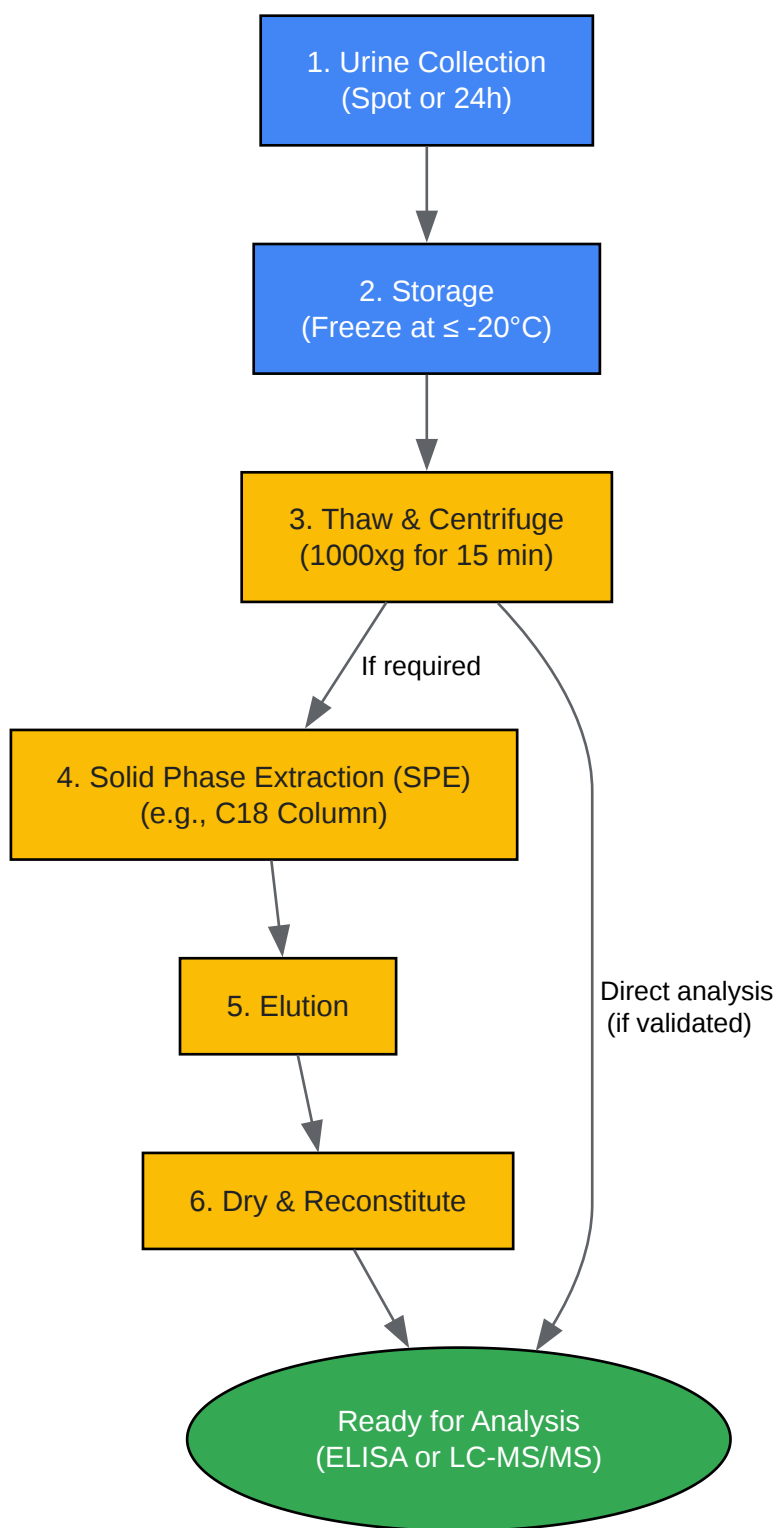 1. Urine Collection
(Spot or 24h)
2. Storage
(Freeze at ≤ -20°C)
3. Thaw & Centrifuge
(1000xg for 15 min)
If required
4. Solid Phase Extraction (SPE)
(e.g., C18 Column)
5. Elution
Direct analysis
(if validated)
6. Dry & Reconstitute
Ready for Analysis
(ELISA or LC-MS/MS)